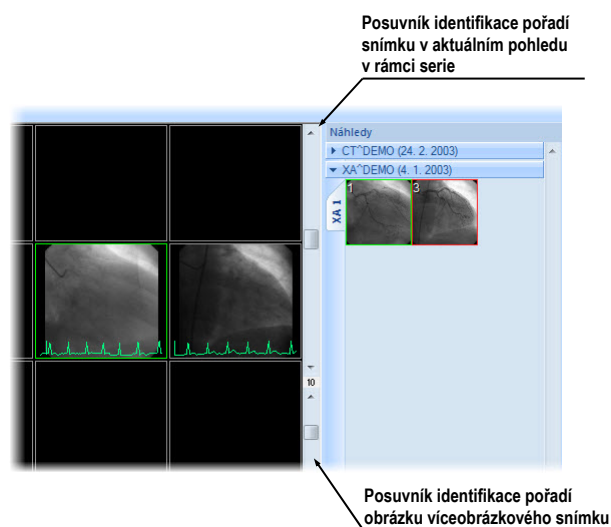 Posuvník identifikace pořadí
snímku v aktuálním pohledu
v rámci serie
Náhledy
CT^DEMO (24. 2. 2003)
XA^DEMO (4. 1. 2003)
1
3
XA 1
10
Posuvník identifikace pořadí
obrázku víceobrázkového snímku